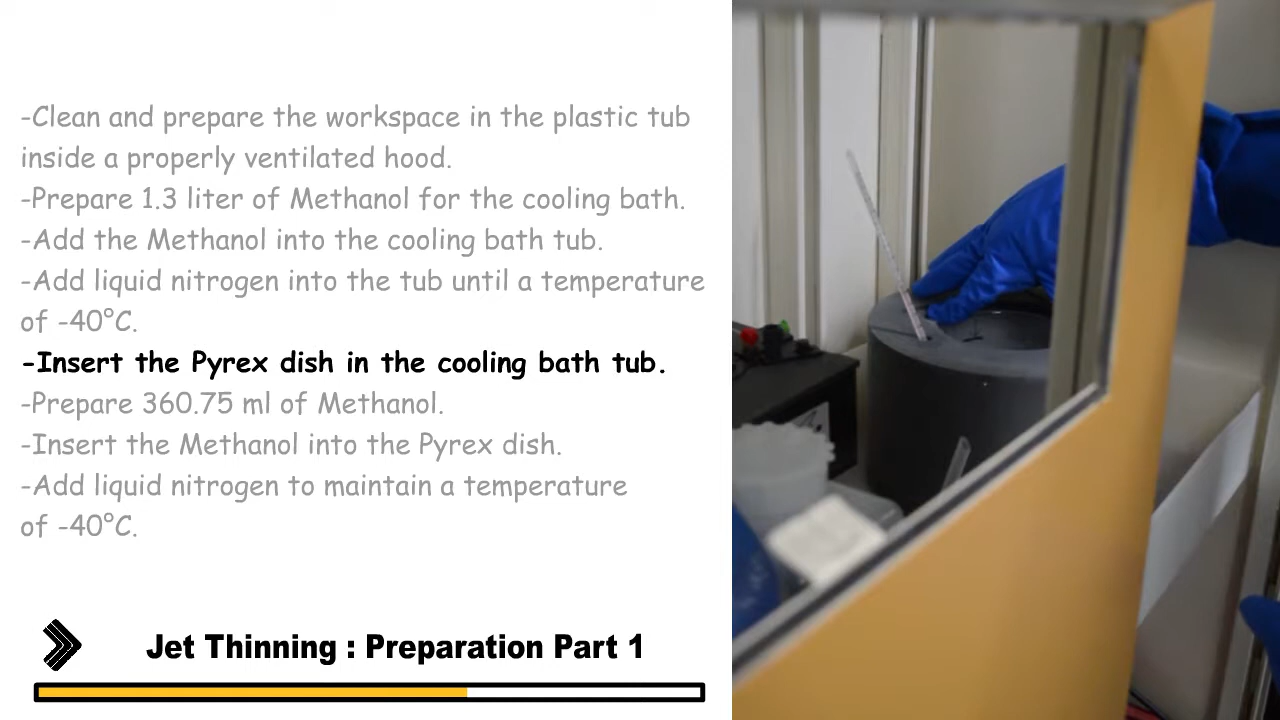 -Clean and prepare the workspace in the plastic tub
inside a properly ventilated hood.
-Prepare 1.3 liter of Methanol for the cooling bath.
-Add the Methanol into the cooling bath tub.
-Add liquid nitrogen into the tub until a temperature
of -40°C.
-Insert the Pyrex dish in the cooling bath tub.
-Prepare 360.75 ml of Methanol.
-Insert the Methanol into the Pyrex dish.
-Add liquid nitrogen to maintain a temperature
of -40°C.
Jet Thinning : Preparation Part 1